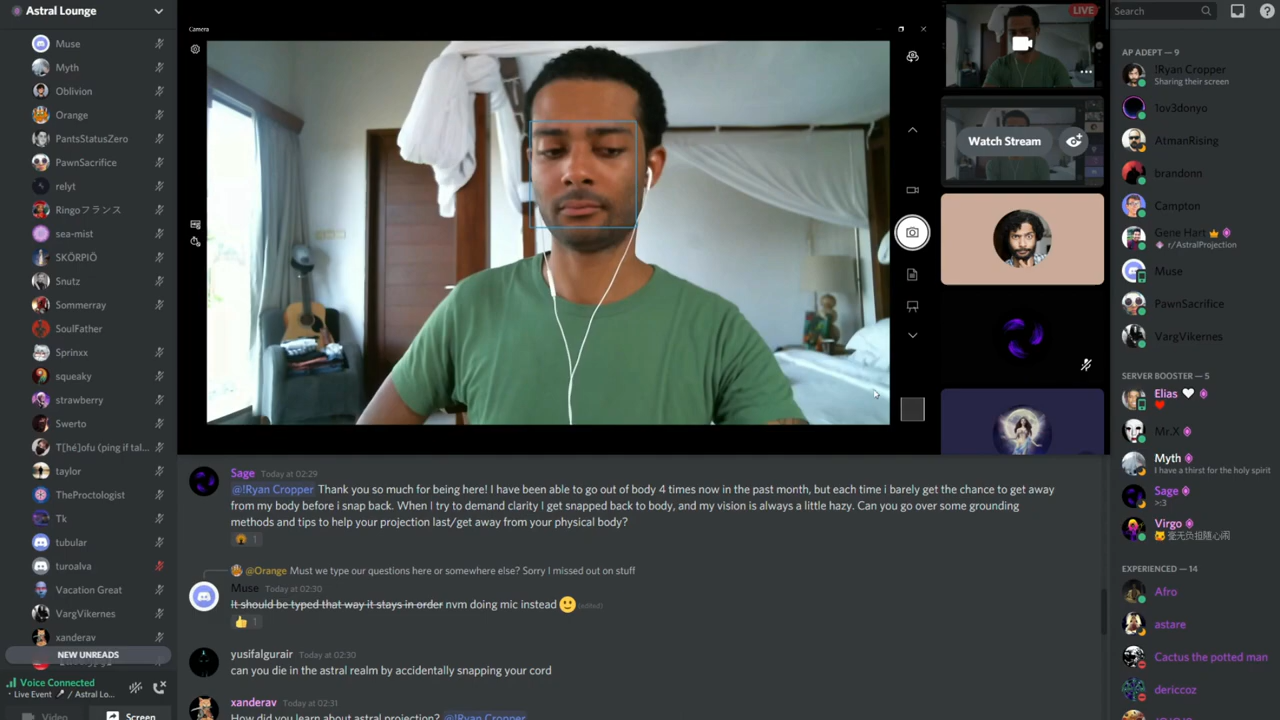 Astral Lounge
Muse
Myth
Oblivion
Orange
PantsStatusZero
PawnSacrifice
relyt
Ringoフランス
sea-mist
SKÖRPIÖ
Snutz
Sommerray
SoulFather
Sprinxx
squeaky
strawberry
Swerto
T[hé]ofu (ping if tal...
taylor
TheProctologist
Tk
tubular
turoalva
Vacation Great
VargVikernes
xanderav
NEW UNREADS
Voice Connected
Live Event / Astral Lo...
Video
Screen
Camera
LIVE
Watch Stream
Sage Today at 02:29
@!Ryan Cropper Thank you so much for being here! I have been able to go out of body 4 times now in the past month, but each time i barely get the chance to get away
from my body before i snap back. When I try to demand clarity I get snapped back to body, and my vision is always a little hazy. Can you go over some grounding
methods and tips to help your projection last/get away from your physical body?
1
@Orange Must we type our questions here or somewhere else? Sorry I missed out on stuff
Muse Today at 02:30
It should be typed that way it stays in order nvm doing mic instead 🙂 (edited)
👍 1
yusifalgurair Today at 02:30
can you die in the astral realm by accidentally snapping your cord
xanderav Today at 02:31
How did you learn about astral projection? @!Ryan Cropper
Search
AP ADEPT — 9
!Ryan Cropper
Sharing their screen
1ov3donyo
AtmanRising
brandonn
Campton
Gene Hart
r/AstralProjection
Muse
PawnSacrifice
VargVikernes
SERVER BOOSTER — 5
Elias
Mr.X
Myth
I have a thirst for the holy spirit
Sage
>:3
Virgo
EXPERIENCED — 14
Afro
astare
Cactus the potted man
dericcoz